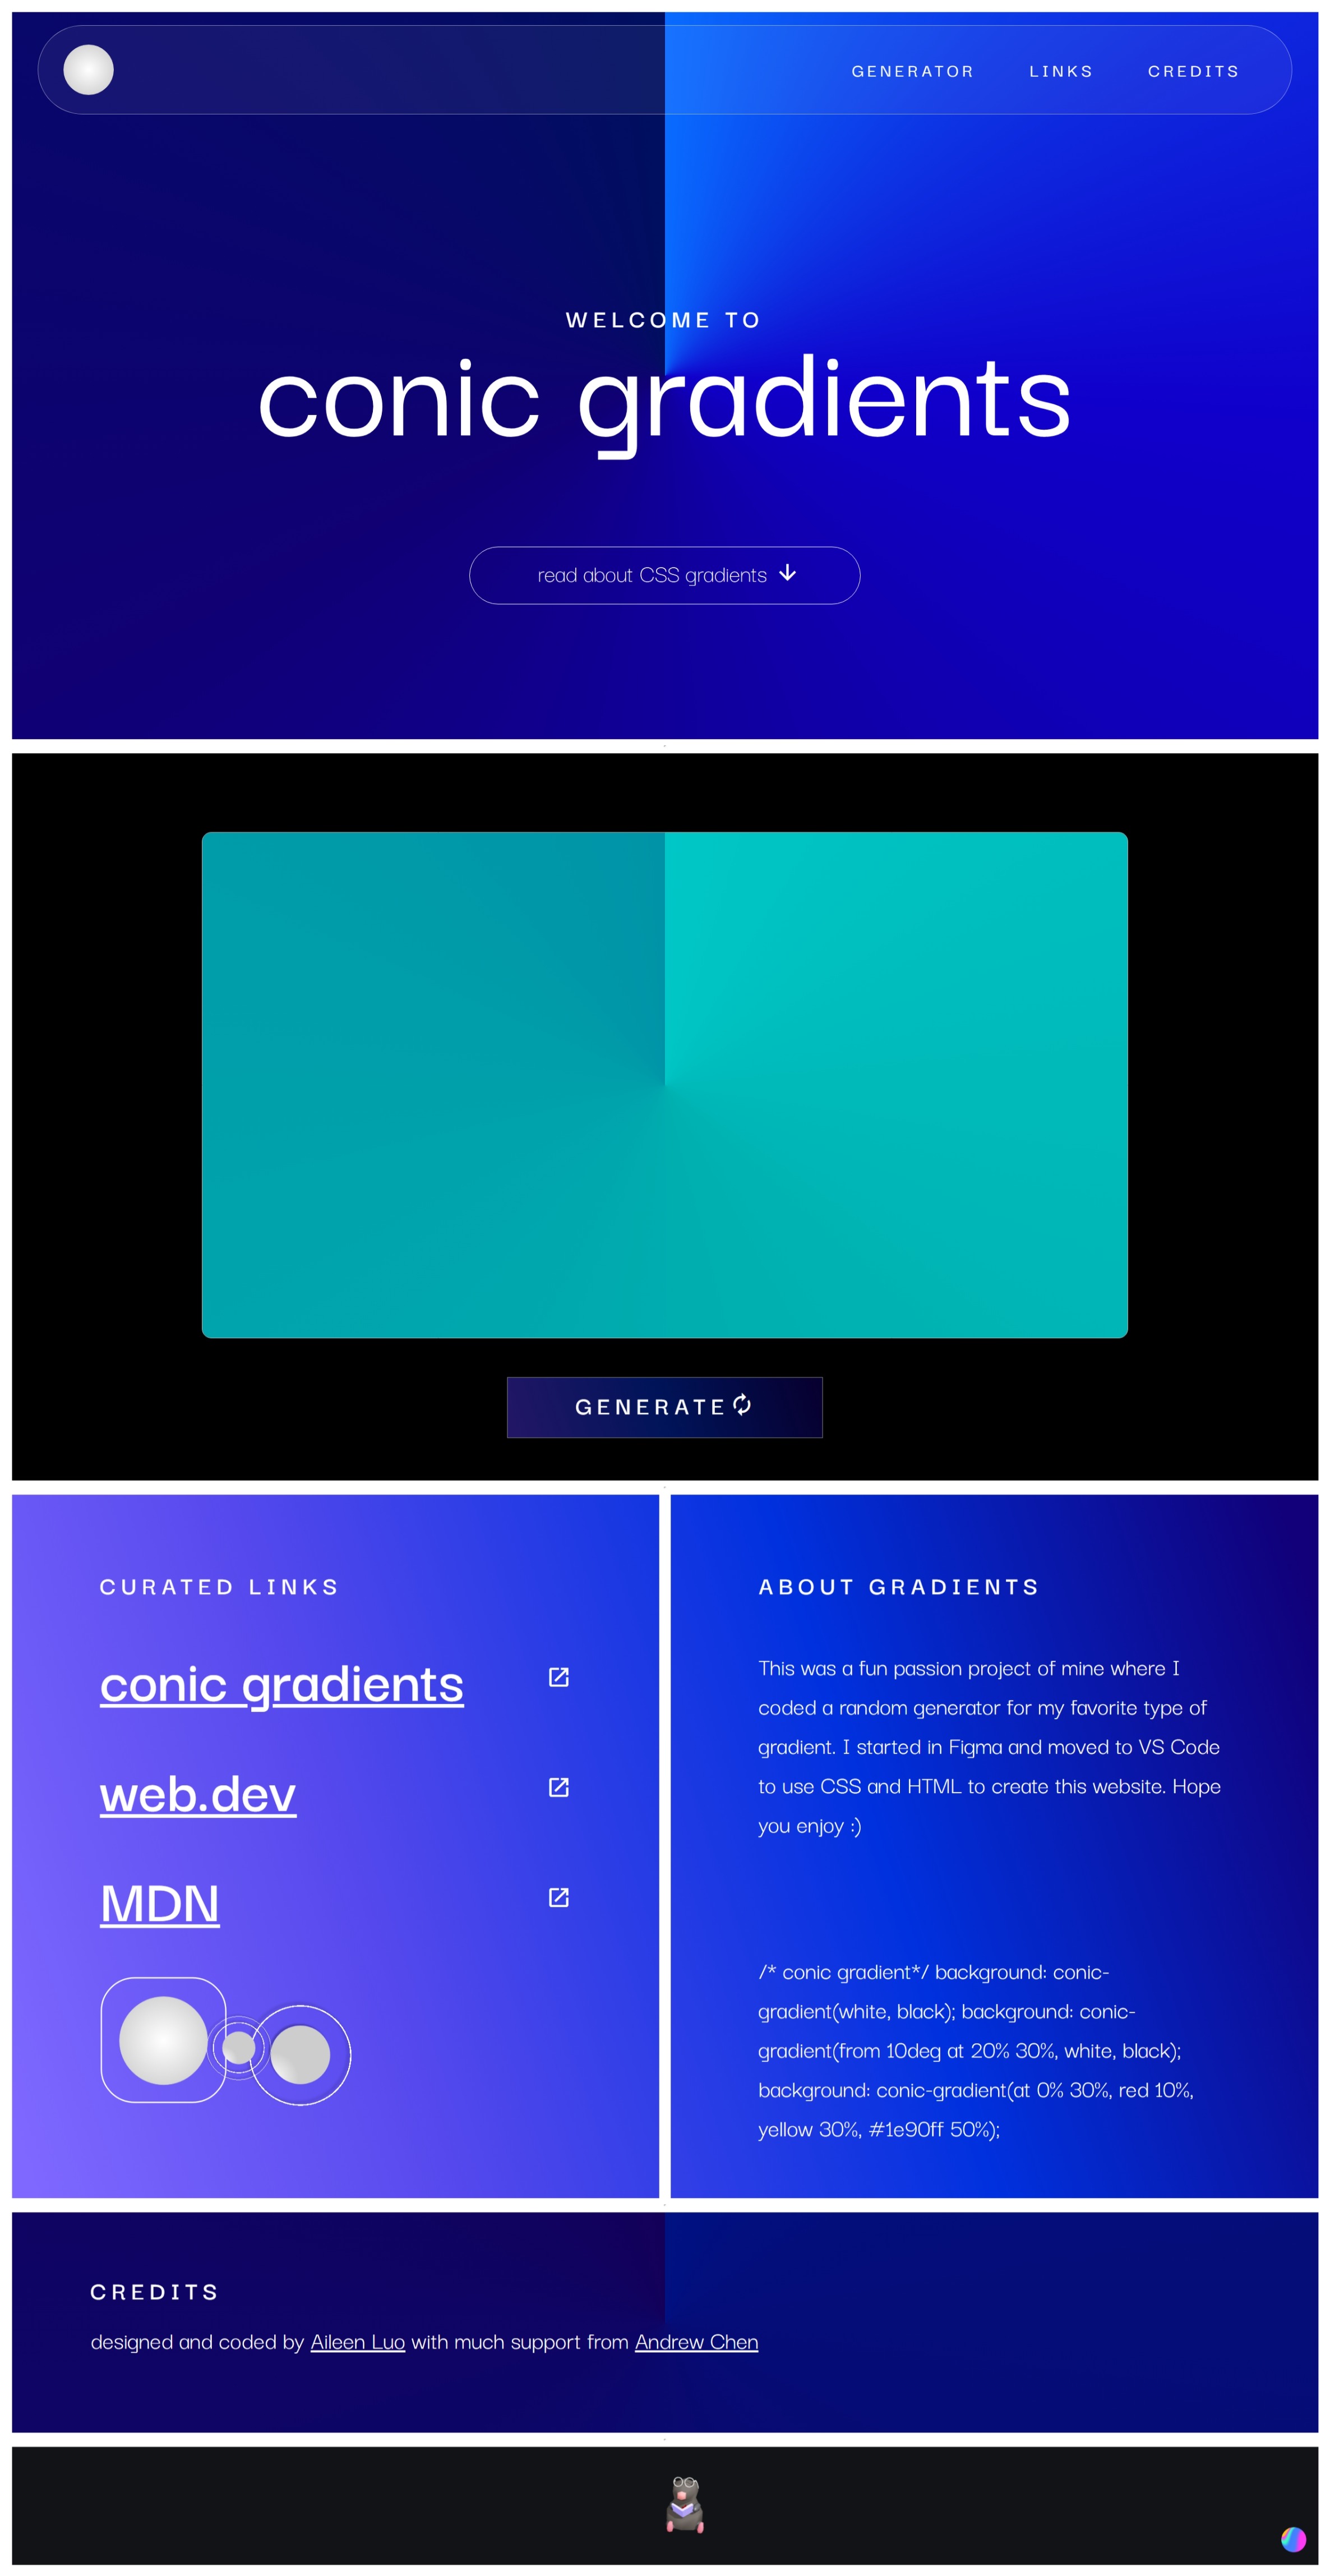 GENERATOR LINKS CREDITS
WELCOME TO
conic gradients
read about CSS gradients
GENERATE
CURATED LINKS
conic gradients
web.dev
MDN
ABOUT GRADIENTS
This was a fun passion project of mine where I
coded a random generator for my favorite type of
gradient. I started in Figma and moved to VS Code
to use CSS and HTML to create this website. Hope
you enjoy :)
/* conic gradient*/ background: conic-
gradient(white, black); background: conic-
gradient(from 10deg at 20% 30%, white, black);
background: conic-gradient(at 0% 30%, red 10%,
yellow 30%, #1e90ff 50%);
CREDITS
designed and coded by Aileen Luo with much support from Andrew Chen